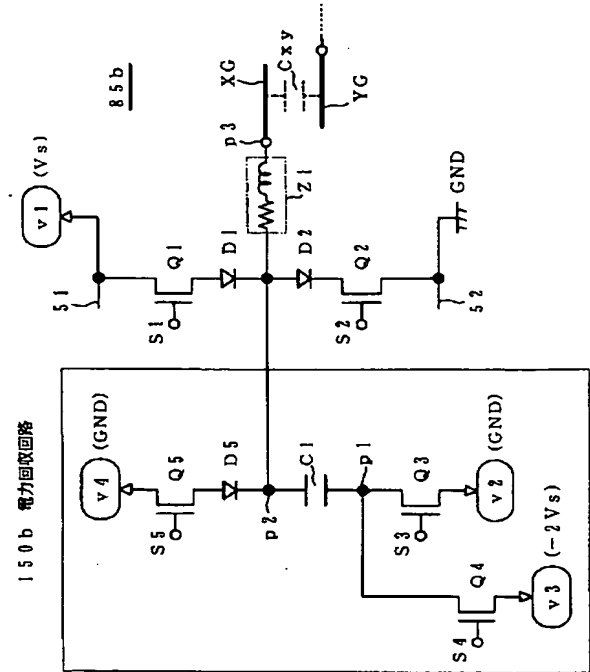 150b 電力回収回路
85b
v4 (GND)
S5
Q5
D5
p2
C1
p1
S3
Q3
v2 (GND)
S4
Q4
v3 (-2Vs)
v1 (Vs)
51
S1
Q1
D1
D2
S2
Q2
52
GND
Z1
p3
XG
Cxy
YG